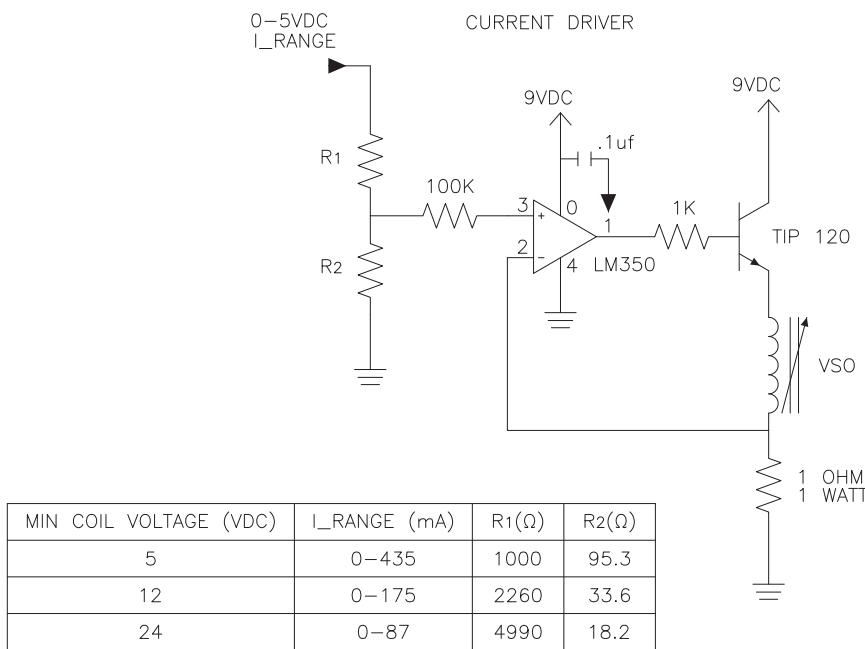 0-5VDC
I_RANGE
CURRENT DRIVER
9VDC
9VDC
.1uf
R1
100K
3
+
0
1
1K
TIP 120
2
-
4
LM350
R2
VSO
1 OHM
1 WATT
MIN COIL VOLTAGE (VDC) I_RANGE (mA) R1(Ω) R2(Ω)
5 0-435 1000 95.3
12 0-175 2260 33.6
24 0-87 4990 18.2